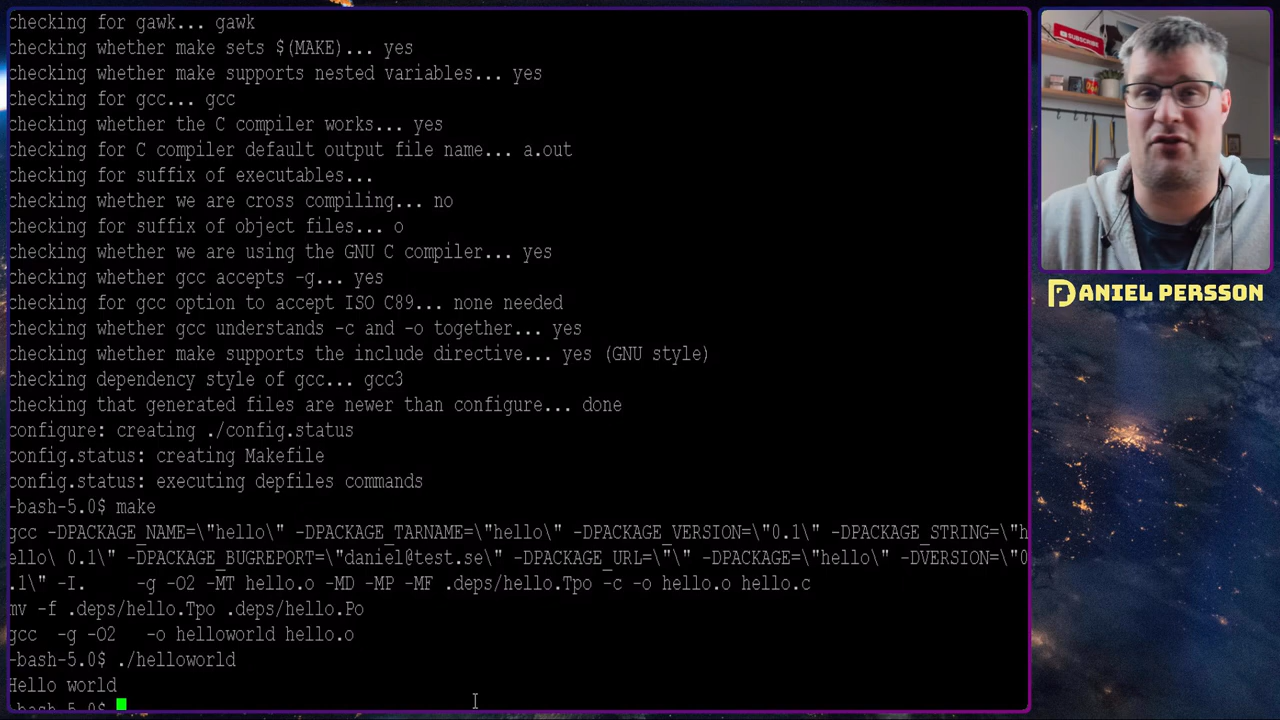 checking for gawk... gawk
checking whether make sets $(MAKE)... yes
checking whether make supports nested variables... yes
checking for gcc... gcc
checking whether the C compiler works... yes
checking for C compiler default output file name... a.out
checking for suffix of executables...
checking whether we are cross compiling... no
checking for suffix of object files... o
checking whether we are using the GNU C compiler... yes
checking whether gcc accepts -g... yes
checking for gcc option to accept ISO C89... none needed
checking whether gcc understands -c and -o together... yes
checking whether make supports the include directive... yes (GNU style)
checking dependency style of gcc... gcc3
checking that generated files are newer than configure... done
configure: creating ./config.status
config.status: creating Makefile
config.status: executing depfiles commands
-bash-5.0$ make
gcc -DPACKAGE_NAME=\"hello\" -DPACKAGE_TARNAME=\"hello\" -DPACKAGE_VERSION=\"0.1\" -DPACKAGE_STRING=\"h
ello\ 0.1\" -DPACKAGE_BUGREPORT=\"daniel@test.se\" -DPACKAGE_URL=\"\" -DPACKAGE=\"hello\" -DVERSION=\"0
.1\" -I.    -g -O2 -MT hello.o -MD -MP -MF .deps/hello.Tpo -c -o hello.o hello.c
mv -f .deps/hello.Tpo .deps/hello.Po
gcc  -g -O2   -o helloworld hello.o
-bash-5.0$ ./helloworld
Hello world
-bash-5.0$
SUBSCRIBE
DANIEL PERSSON